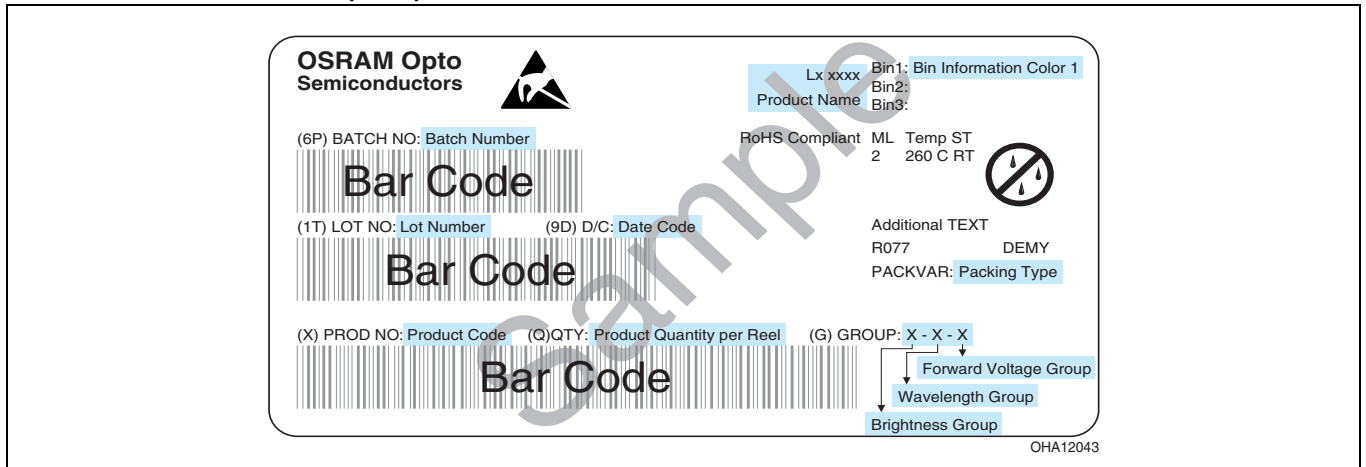 OSRAM Opto
Semiconductors
Lx xxxx
Product Name
Bin1: Bin Information Color 1
Bin2:
Bin3:
(6P) BATCH NO: Batch Number
Bar Code
RoHS Compliant ML Temp ST
2 260 C RT
(1T) LOT NO: Lot Number (9D) D/C: Date Code
Bar Code
Additional TEXT
R077 DEMY
PACKVAR: Packing Type
(X) PROD NO: Product Code (Q)QTY: Product Quantity per Reel (G) GROUP: X - X - X
Bar Code
Forward Voltage Group
Wavelength Group
Brightness Group
Sample
OHA12043